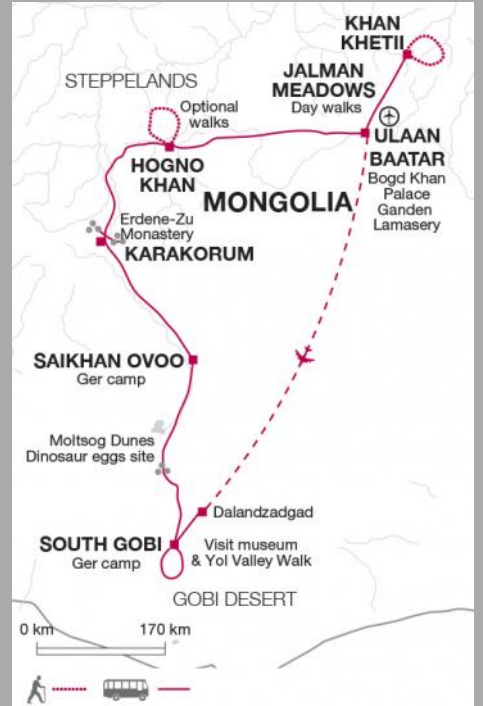 KHAN
KHETII
JALMAN
MEADOWS
Day walks
STEPPELANDS
Optional
walks
ULAAN
BAATAR
Bogd Khan
Palace
Ganden
Lamasery
HOGNO
KHAN
MONGOLIA
Erdene-Zu
Monastery
KARAKORUM
SAIKHAN OVOO
Ger camp
Moltsog Dunes
Dinosaur eggs site
Dalandzadgad
SOUTH GOBI
Ger camp
Visit museum
& Yol Valley Walk
GOBI DESERT
0 km 170 km